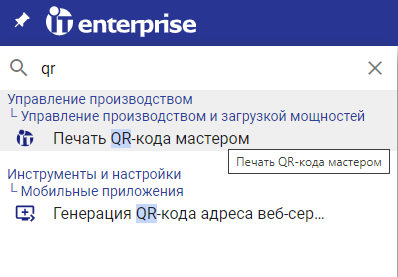 iT enterprise
qr
Управление производством
└ Управление производством и загрузкой мощностей
Печать QR-кода мастером
Печать QR-кода мастером
Инструменты и настройки
└ Мобильные приложения
Генерация QR-кода адреса веб-сер...